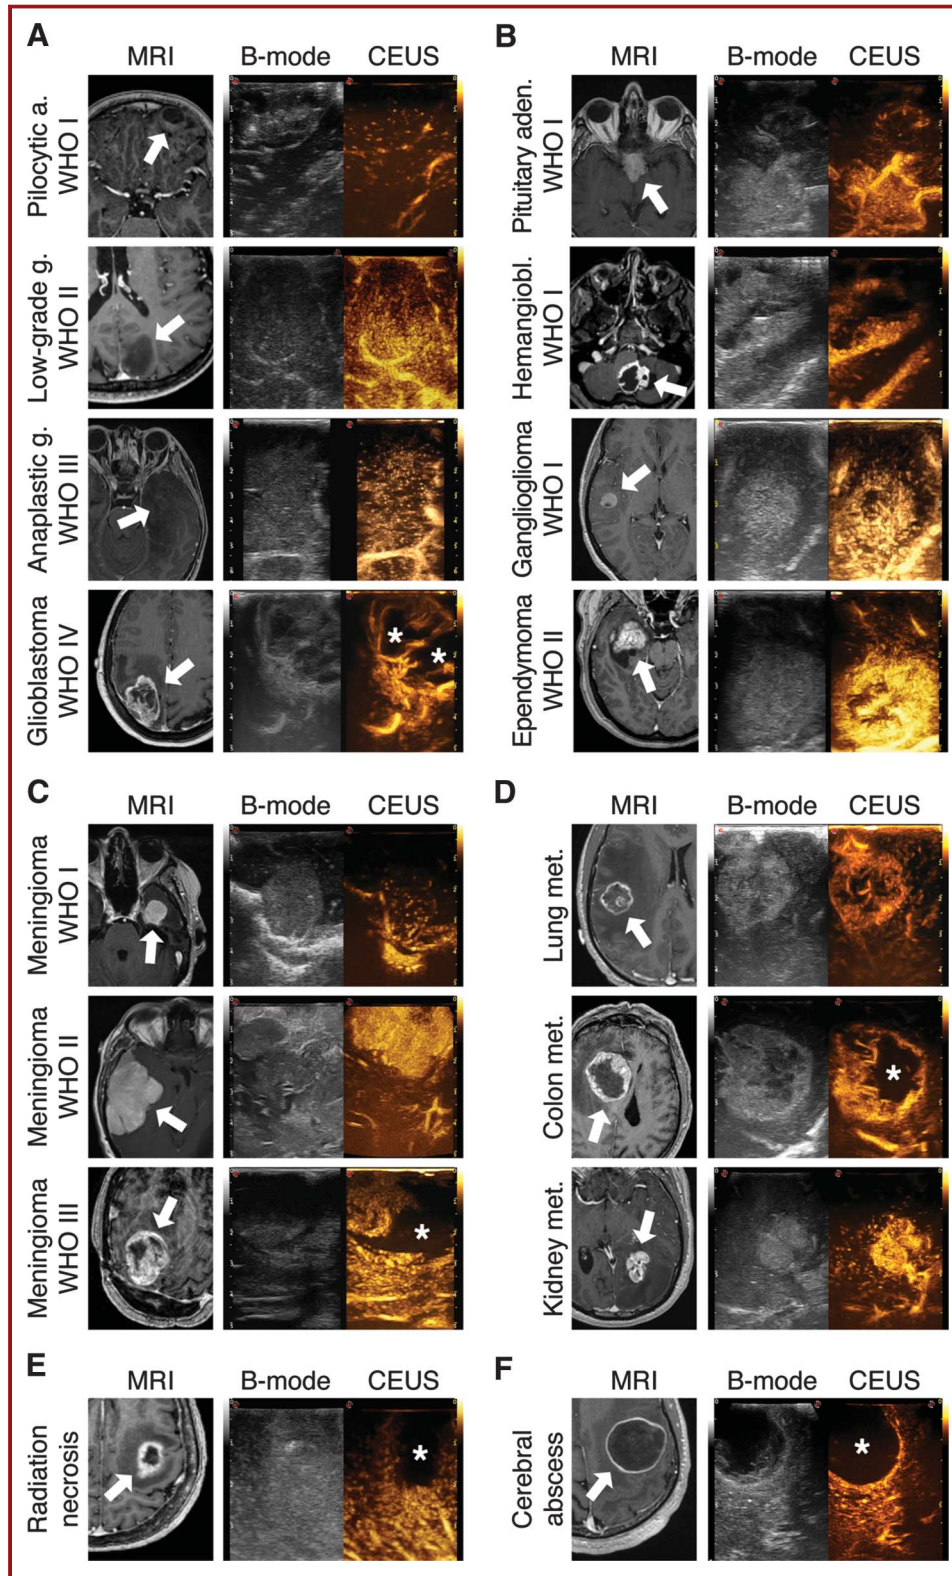 A
MRI B-mode CEUS
Pilocytic a.
WHO I
Low-grade g.
WHO II
Anaplastic g.
WHO III
Glioblastoma
WHO IV
* *
B
MRI B-mode CEUS
Pituitary aden.
WHO I
Hemangiobl.
WHO I
Ganglioglioma
WHO I
Ependymoma
WHO II
C
MRI B-mode CEUS
Meningioma
WHO I
Meningioma
WHO II
Meningioma
WHO III
*
D
MRI B-mode CEUS
Lung met.
Colon met.
*
Kidney met.
E
MRI B-mode CEUS
Radiation
necrosis
*
F
MRI B-mode CEUS
Cerebral
abscess
*